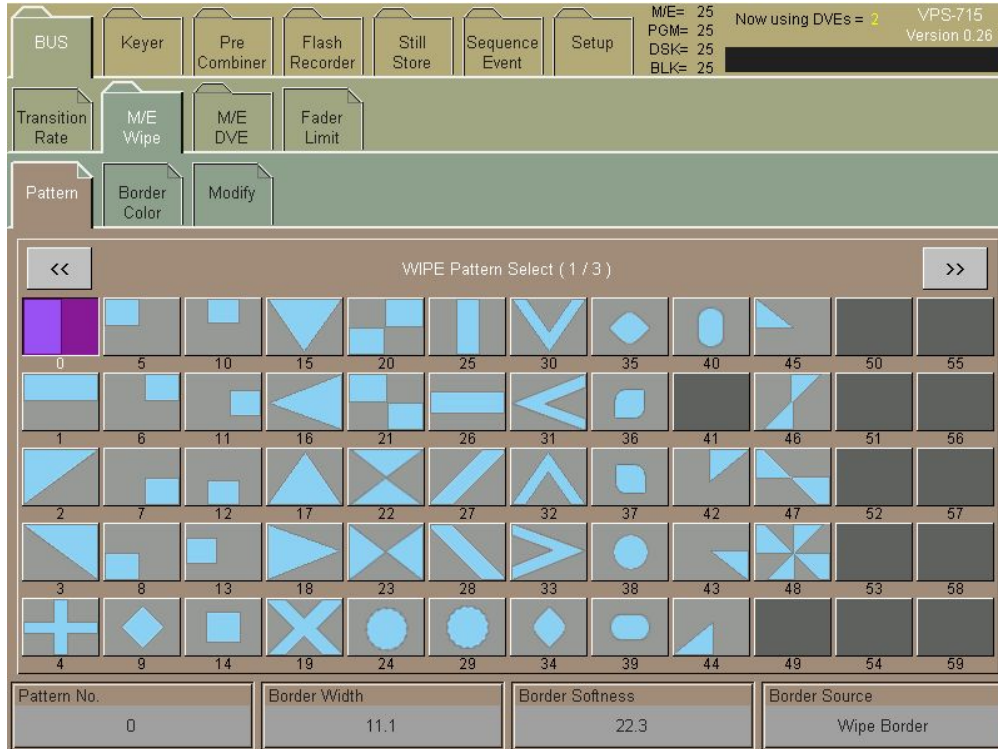 BUS
Keyer
Pre
Combiner
Flash
Recorder
Still
Store
Sequence
Event
Setup
M/E= 25
PGM= 25
DSK= 25
BLK= 25
Now using DVEs = 2
VPS-715
Version 0.26
Transition
Rate
M/E
Wipe
M/E
DVE
Fader
Limit
Pattern
Border
Color
Modify
<<
WIPE Pattern Select ( 1 / 3 )
>>
0 5 10 15 20 25 30 35 40 45 50 55
1 6 11 16 21 26 31 36 41 46 51 56
2 7 12 17 22 27 32 37 42 47 52 57
3 8 13 18 23 28 33 38 43 48 53 58
4 9 14 19 24 29 34 39 44 49 54 59
Pattern No.
0
Border Width
11.1
Border Softness
22.3
Border Source
Wipe Border